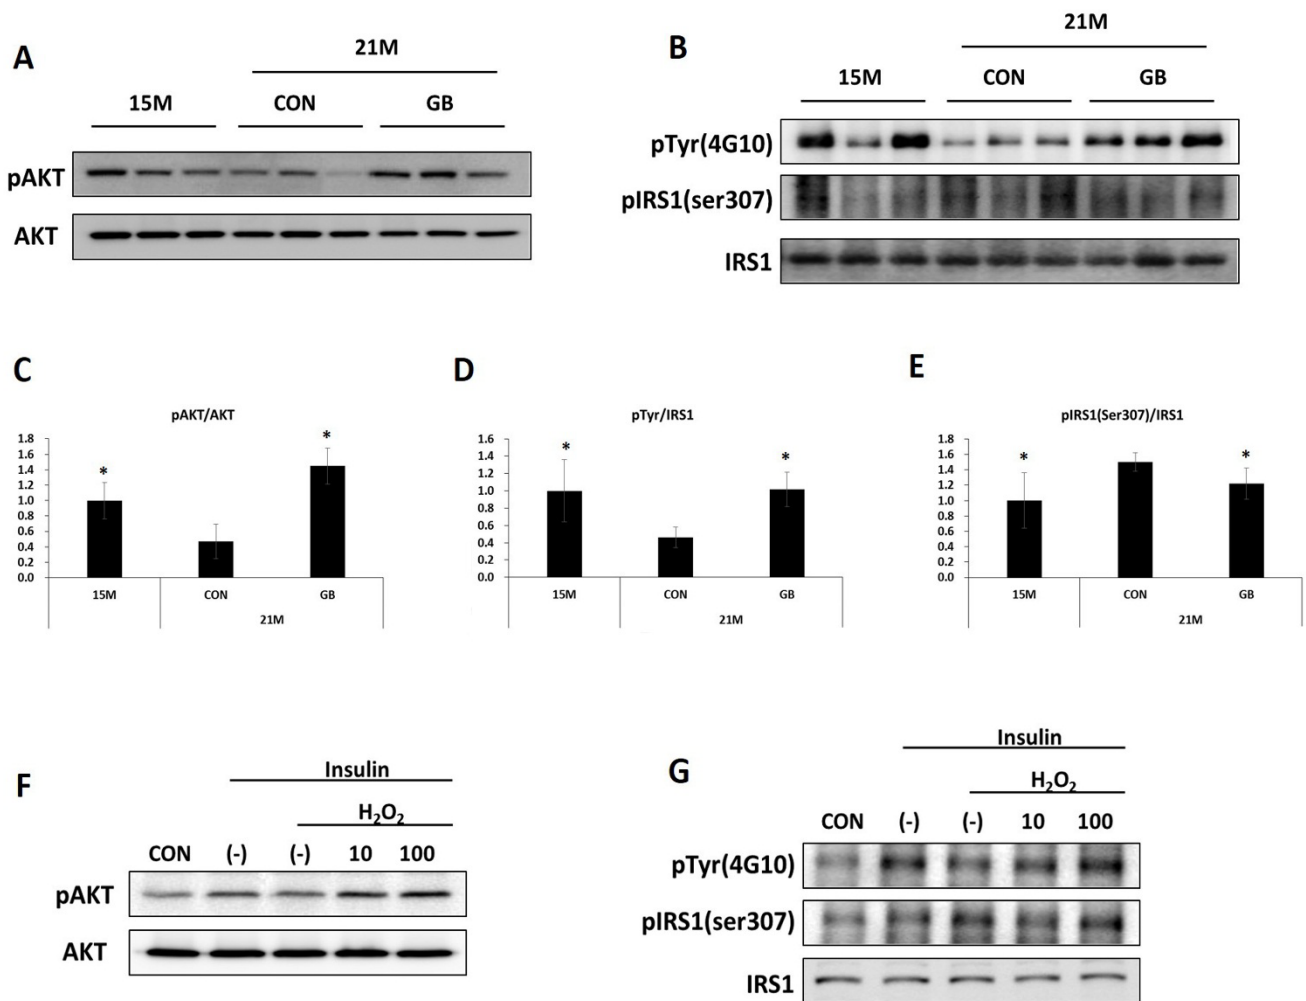 A
21M
15M CON GB
pAKT
AKT
B
21M
15M CON GB
pTyr(4G10)
pIRS1(ser307)
IRS1
C
pAKT/AKT
1.8
1.6
1.4
1.2
1.0
0.8
0.6
0.4
0.2
0.0
* *
15M CON GB
21M
D
pTyr/IRS1
1.6
1.4
1.2
1.0
0.8
0.6
0.4
0.2
0.0
* *
15M CON GB
21M
E
pIRS1(Ser307)/IRS1
1.8
1.6
1.4
1.2
1.0
0.8
0.6
0.4
0.2
0.0
* *
15M CON GB
21M
F
Insulin
H₂O₂
CON (-) (-) 10 100
pAKT
AKT
G
Insulin
H₂O₂
CON (-) (-) 10 100
pTyr(4G10)
pIRS1(ser307)
IRS1